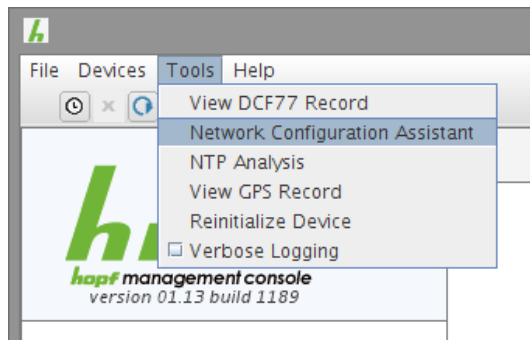 h
File Devices Tools Help
View DCF77 Record
Network Configuration Assistant
NTP Analysis
View GPS Record
Reinitialize Device
Verbose Logging
hopf management console
version 01.13 build 1189